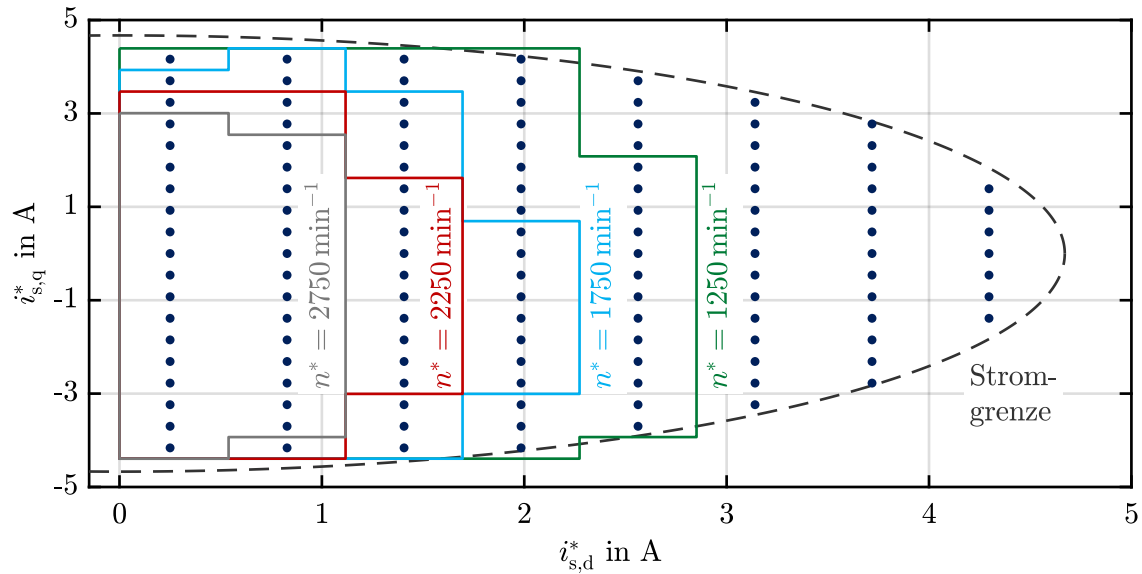 5
3
1
-1
-3
-5
i*s,q in A
n* = 2750 min−1
n* = 2250 min−1
n* = 1750 min−1
n* = 1250 min−1
Strom-
grenze
0
1
2
3
4
5
i*s,d in A